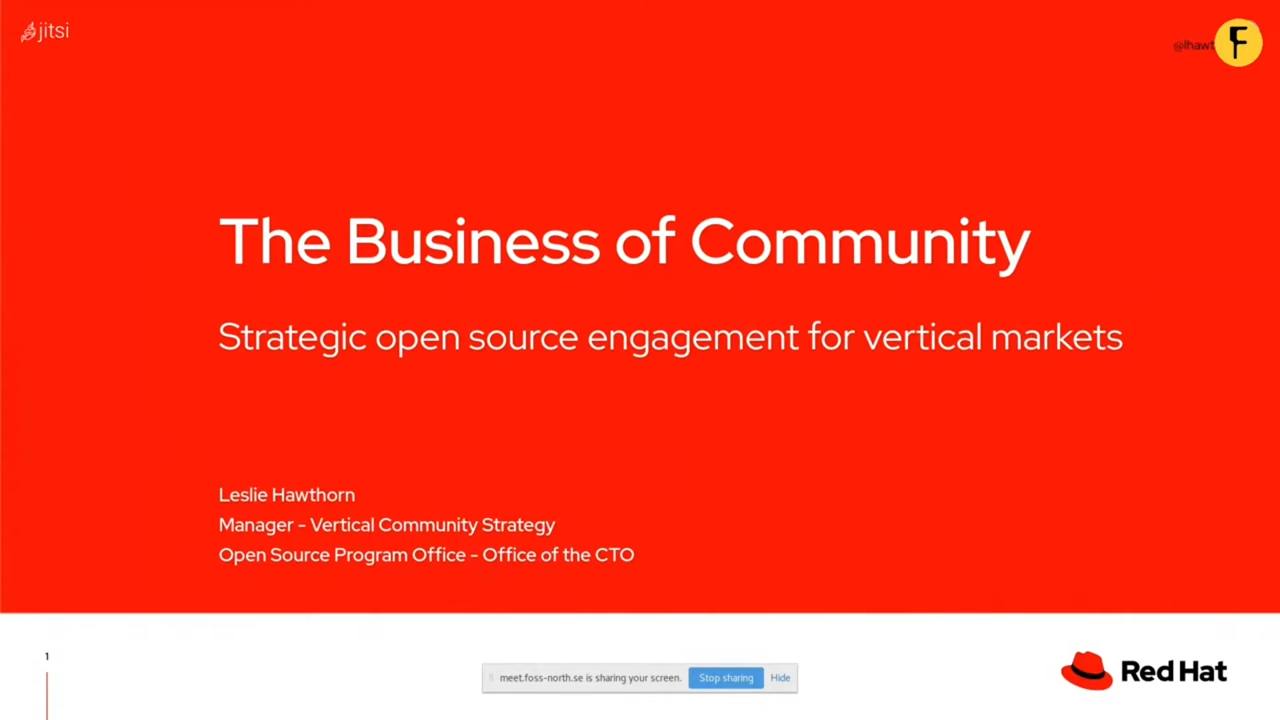 jitsi
@lhawt
F
The Business of Community
Strategic open source engagement for vertical markets
Leslie Hawthorn
Manager - Vertical Community Strategy
Open Source Program Office - Office of the CTO
1
meet.foss-north.se is sharing your screen. Stop sharing Hide
Red Hat